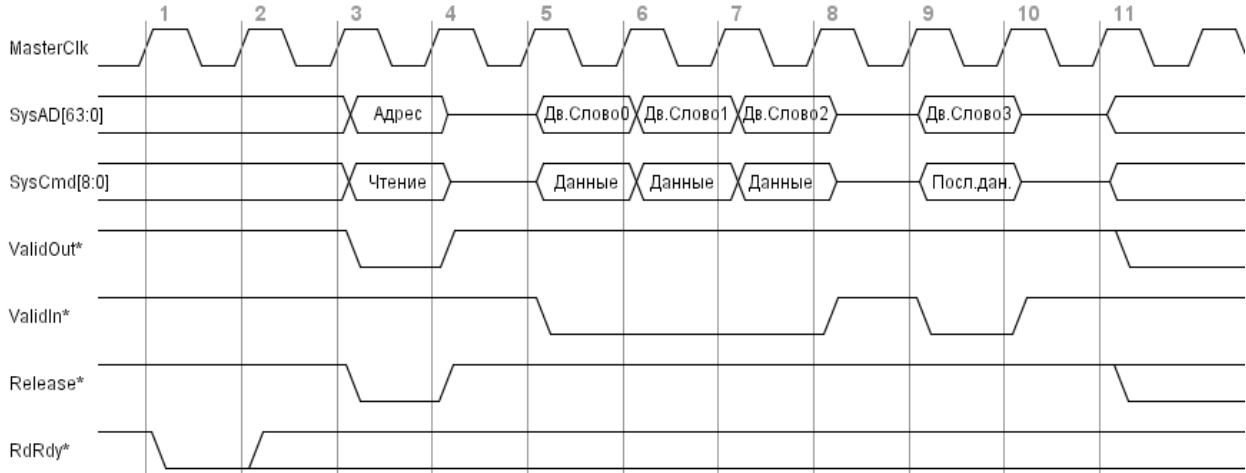 1 2 3 4 5 6 7 8 9 10 11
MasterClk
SysAD[63:0] Адрес Дв.Слово0 Дв.Слово1 Дв.Слово2 Дв.Слово3
SysCmd[8:0] Чтение Данные Данные Данные Посл.дан.
ValidOut*
ValidIn*
Release*
RdRdy*